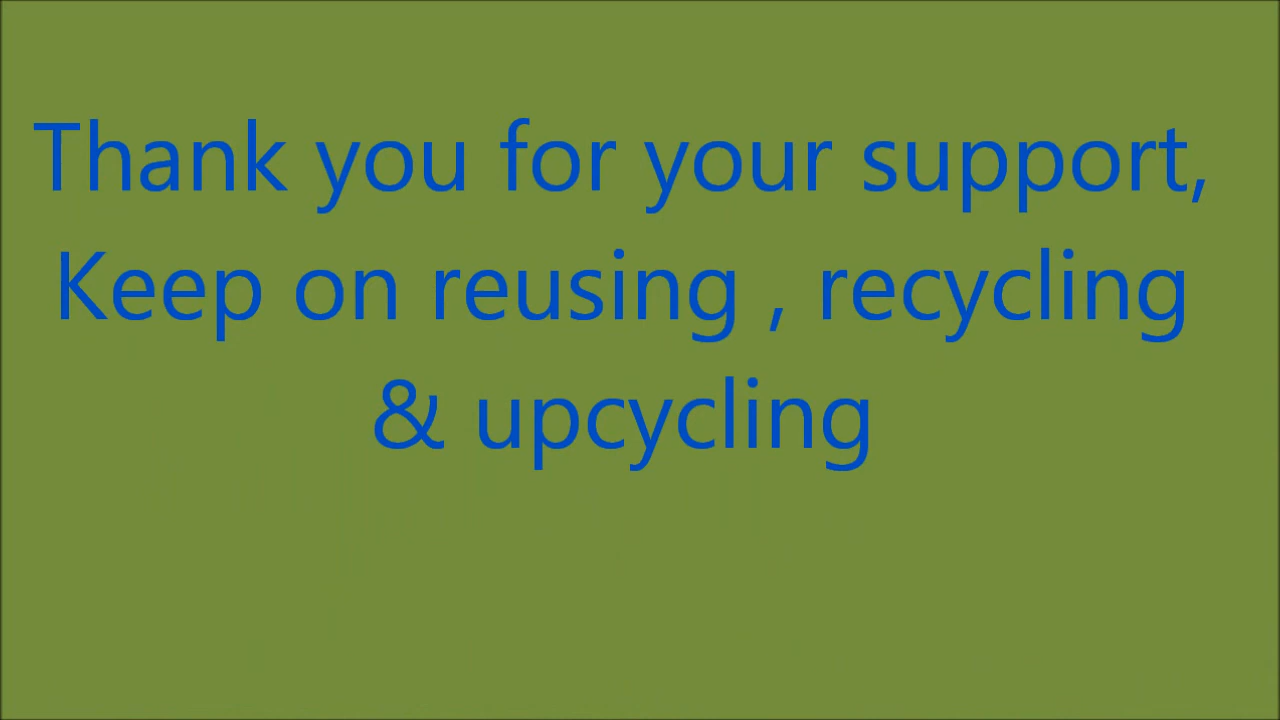 Thank you for your support,
Keep on reusing , recycling
& upcycling